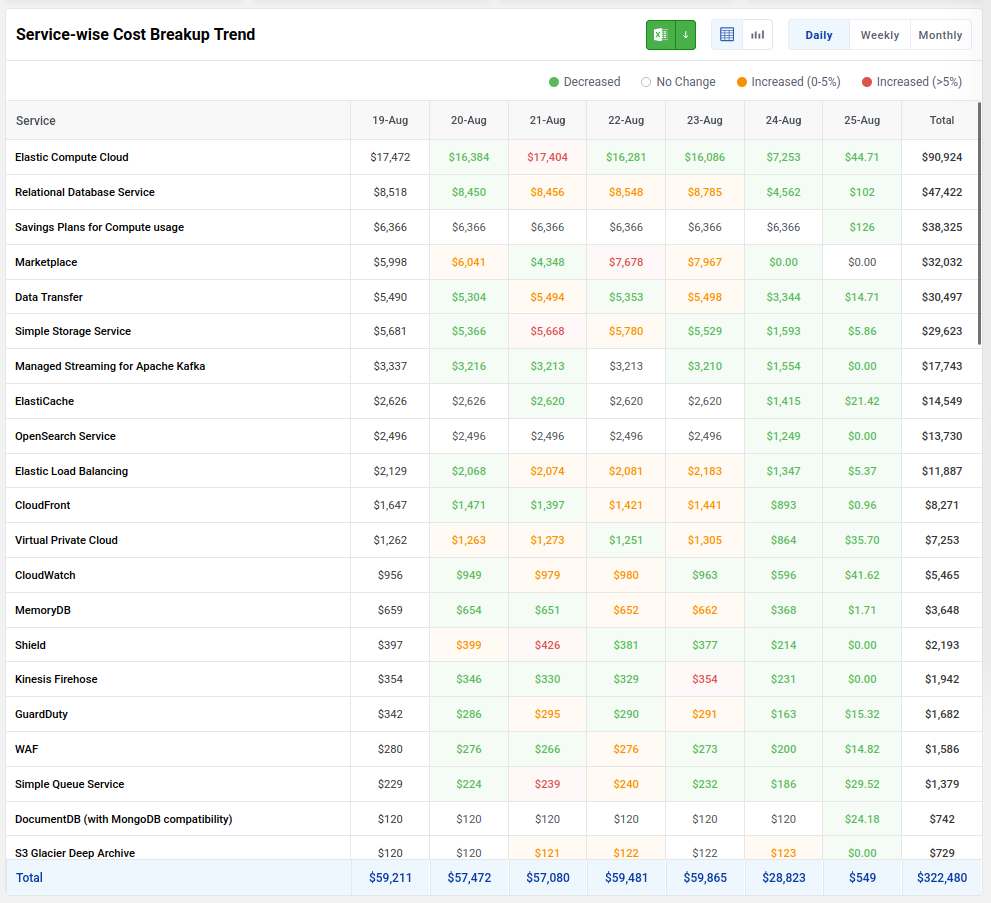 Service-wise Cost Breakup Trend
Daily Weekly Monthly
Decreased No Change Increased (0-5%) Increased (>5%)
Service 19-Aug 20-Aug 21-Aug 22-Aug 23-Aug 24-Aug 25-Aug Total
Elastic Compute Cloud $17,472 $16,384 $17,404 $16,281 $16,086 $7,253 $44.71 $90,924
Relational Database Service $8,518 $8,450 $8,456 $8,548 $8,785 $4,562 $102 $47,422
Savings Plans for Compute usage $6,366 $6,366 $6,366 $6,366 $6,366 $6,366 $126 $38,325
Marketplace $5,998 $6,041 $4,348 $7,678 $7,967 $0.00 $0.00 $32,032
Data Transfer $5,490 $5,304 $5,494 $5,353 $5,498 $3,344 $14.71 $30,497
Simple Storage Service $5,681 $5,366 $5,668 $5,780 $5,529 $1,593 $5.86 $29,623
Managed Streaming for Apache Kafka $3,337 $3,216 $3,213 $3,213 $3,210 $1,554 $0.00 $17,743
ElastiCache $2,626 $2,626 $2,620 $2,620 $2,620 $1,415 $21.42 $14,549
OpenSearch Service $2,496 $2,496 $2,496 $2,496 $2,496 $1,249 $0.00 $13,730
Elastic Load Balancing $2,129 $2,068 $2,074 $2,081 $2,183 $1,347 $5.37 $11,887
CloudFront $1,647 $1,471 $1,397 $1,421 $1,441 $893 $0.96 $8,271
Virtual Private Cloud $1,262 $1,263 $1,273 $1,251 $1,305 $864 $35.70 $7,253
CloudWatch $956 $949 $979 $980 $963 $596 $41.62 $5,465
MemoryDB $659 $654 $651 $652 $662 $368 $1.71 $3,648
Shield $397 $399 $426 $381 $377 $214 $0.00 $2,193
Kinesis Firehose $354 $346 $330 $329 $354 $231 $0.00 $1,942
GuardDuty $342 $286 $295 $290 $291 $163 $15.32 $1,682
WAF $280 $276 $266 $276 $273 $200 $14.82 $1,586
Simple Queue Service $229 $224 $239 $240 $232 $186 $29.52 $1,379
DocumentDB (with MongoDB compatibility) $120 $120 $120 $120 $120 $120 $24.18 $742
S3 Glacier Deep Archive $120 $120 $121 $122 $122 $123 $0.00 $729
Total $59,211 $57,472 $57,080 $59,481 $59,865 $28,823 $549 $322,480